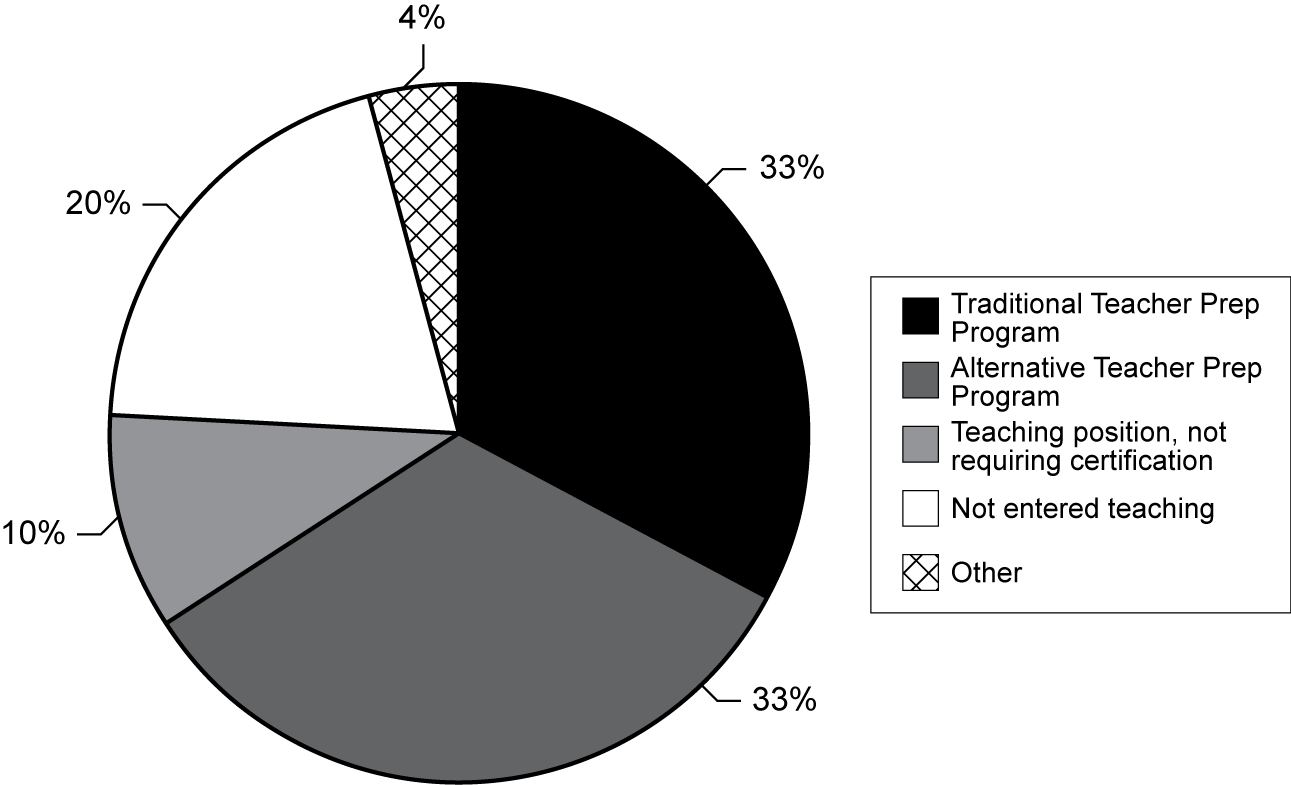 4%
33%
20%
10%
33%
Traditional Teacher Prep
Program
Alternative Teacher Prep
Program
Teaching position, not
requiring certification
Not entered teaching
Other